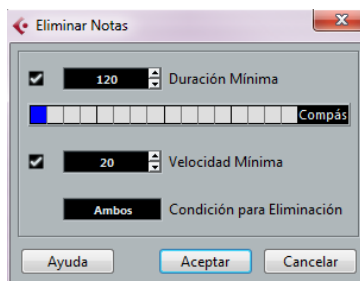 Eliminar Notas
120 Duración Mínima
Compás
20 Velocidad Mínima
Ambos Condición para Eliminación
Ayuda Aceptar Cancelar